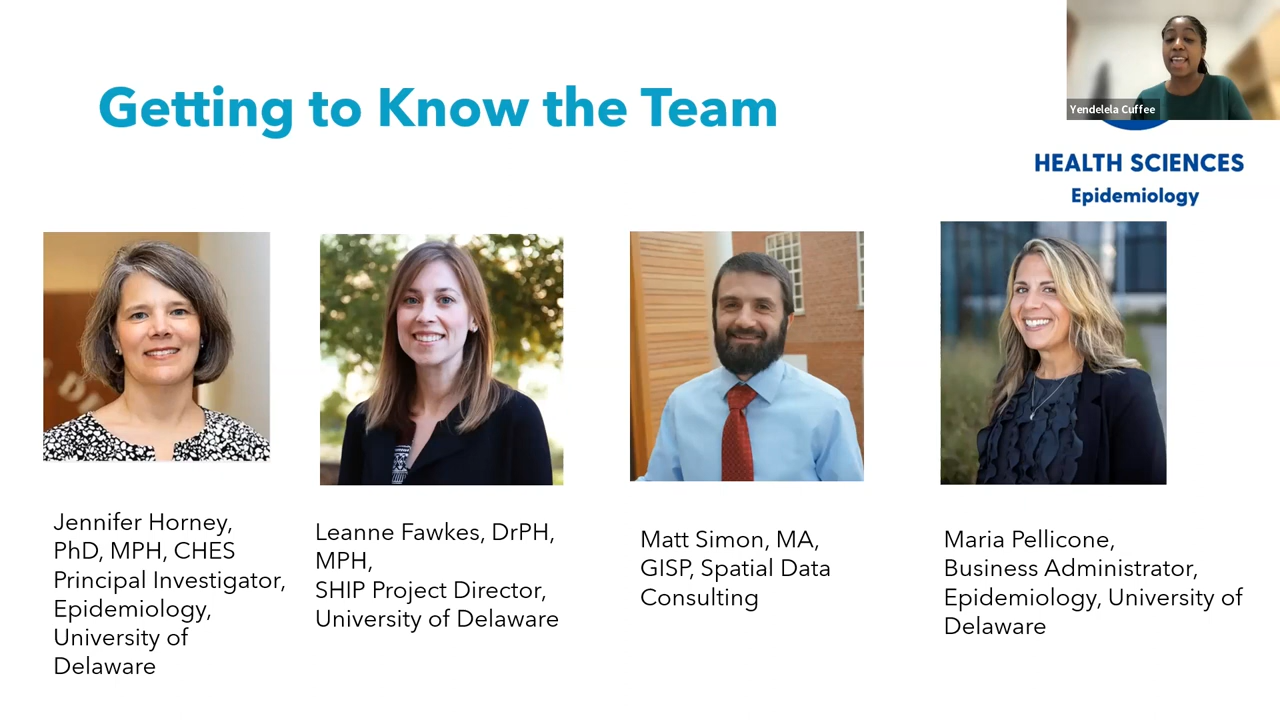 Getting to Know the Team
Yendelela Cuffee
HEALTH SCIENCES
Epidemiology
Jennifer Horney,
PhD, MPH, CHES
Principal Investigator,
Epidemiology,
University of
Delaware
Leanne Fawkes, DrPH,
MPH,
SHIP Project Director,
University of Delaware
Matt Simon, MA,
GISP, Spatial Data
Consulting
Maria Pellicone,
Business Administrator,
Epidemiology, University of
Delaware